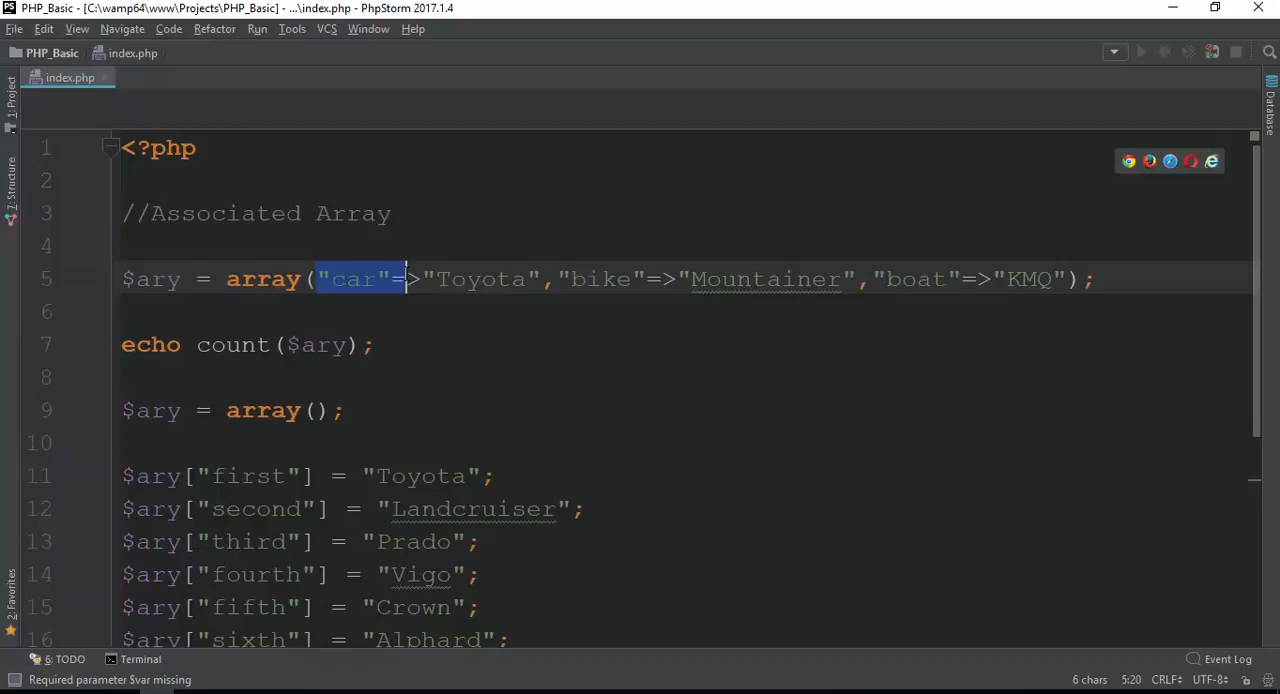 PHP_Basic - [C:\wamp64\www\Projects\PHP_Basic] - ...\index.php - PhpStorm 2017.1.4
File Edit View Navigate Code Refactor Run Tools VCS Window Help
PHP_Basic index.php
index.php
1: Project
7: Structure
2: Favorites
Database
1 <?php
2
3 //Associated Array
4
5 $ary = array("car"=>"Toyota","bike"=>"Mountainer","boat"=>"KMQ");
6
7 echo count($ary);
8
9 $ary = array();
10
11 $ary["first"] = "Toyota";
12 $ary["second"] = "Landcruiser";
13 $ary["third"] = "Prado";
14 $ary["fourth"] = "Vigo";
15 $ary["fifth"] = "Crown";
16 $ary["sixth"] = "Alphard";
6: TODO Terminal Event Log
Required parameter $var missing 6 chars 5:20 CRLF UTF-8